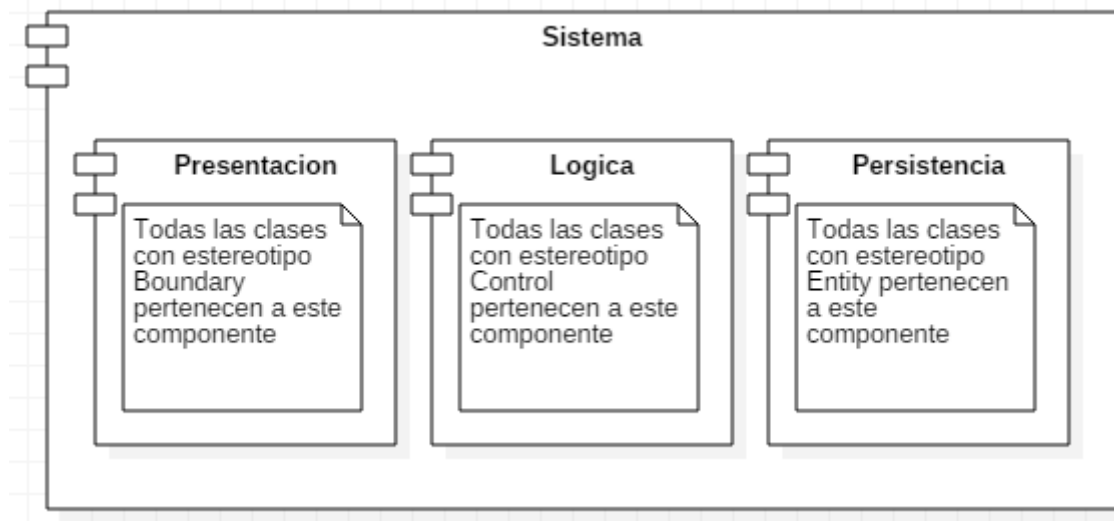 Sistema
Presentacion
Todas las clases
con estereotipo
Boundary
pertenecen a este
componente
Logica
Todas las clases
con estereotipo
Control
pertenecen a este
componente
Persistencia
Todas las clases
con estereotipo
Entity pertenecen
a este
componente